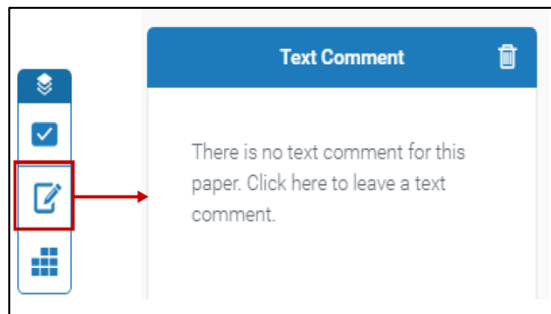 Text Comment
There is no text comment for this
paper. Click here to leave a text
comment.